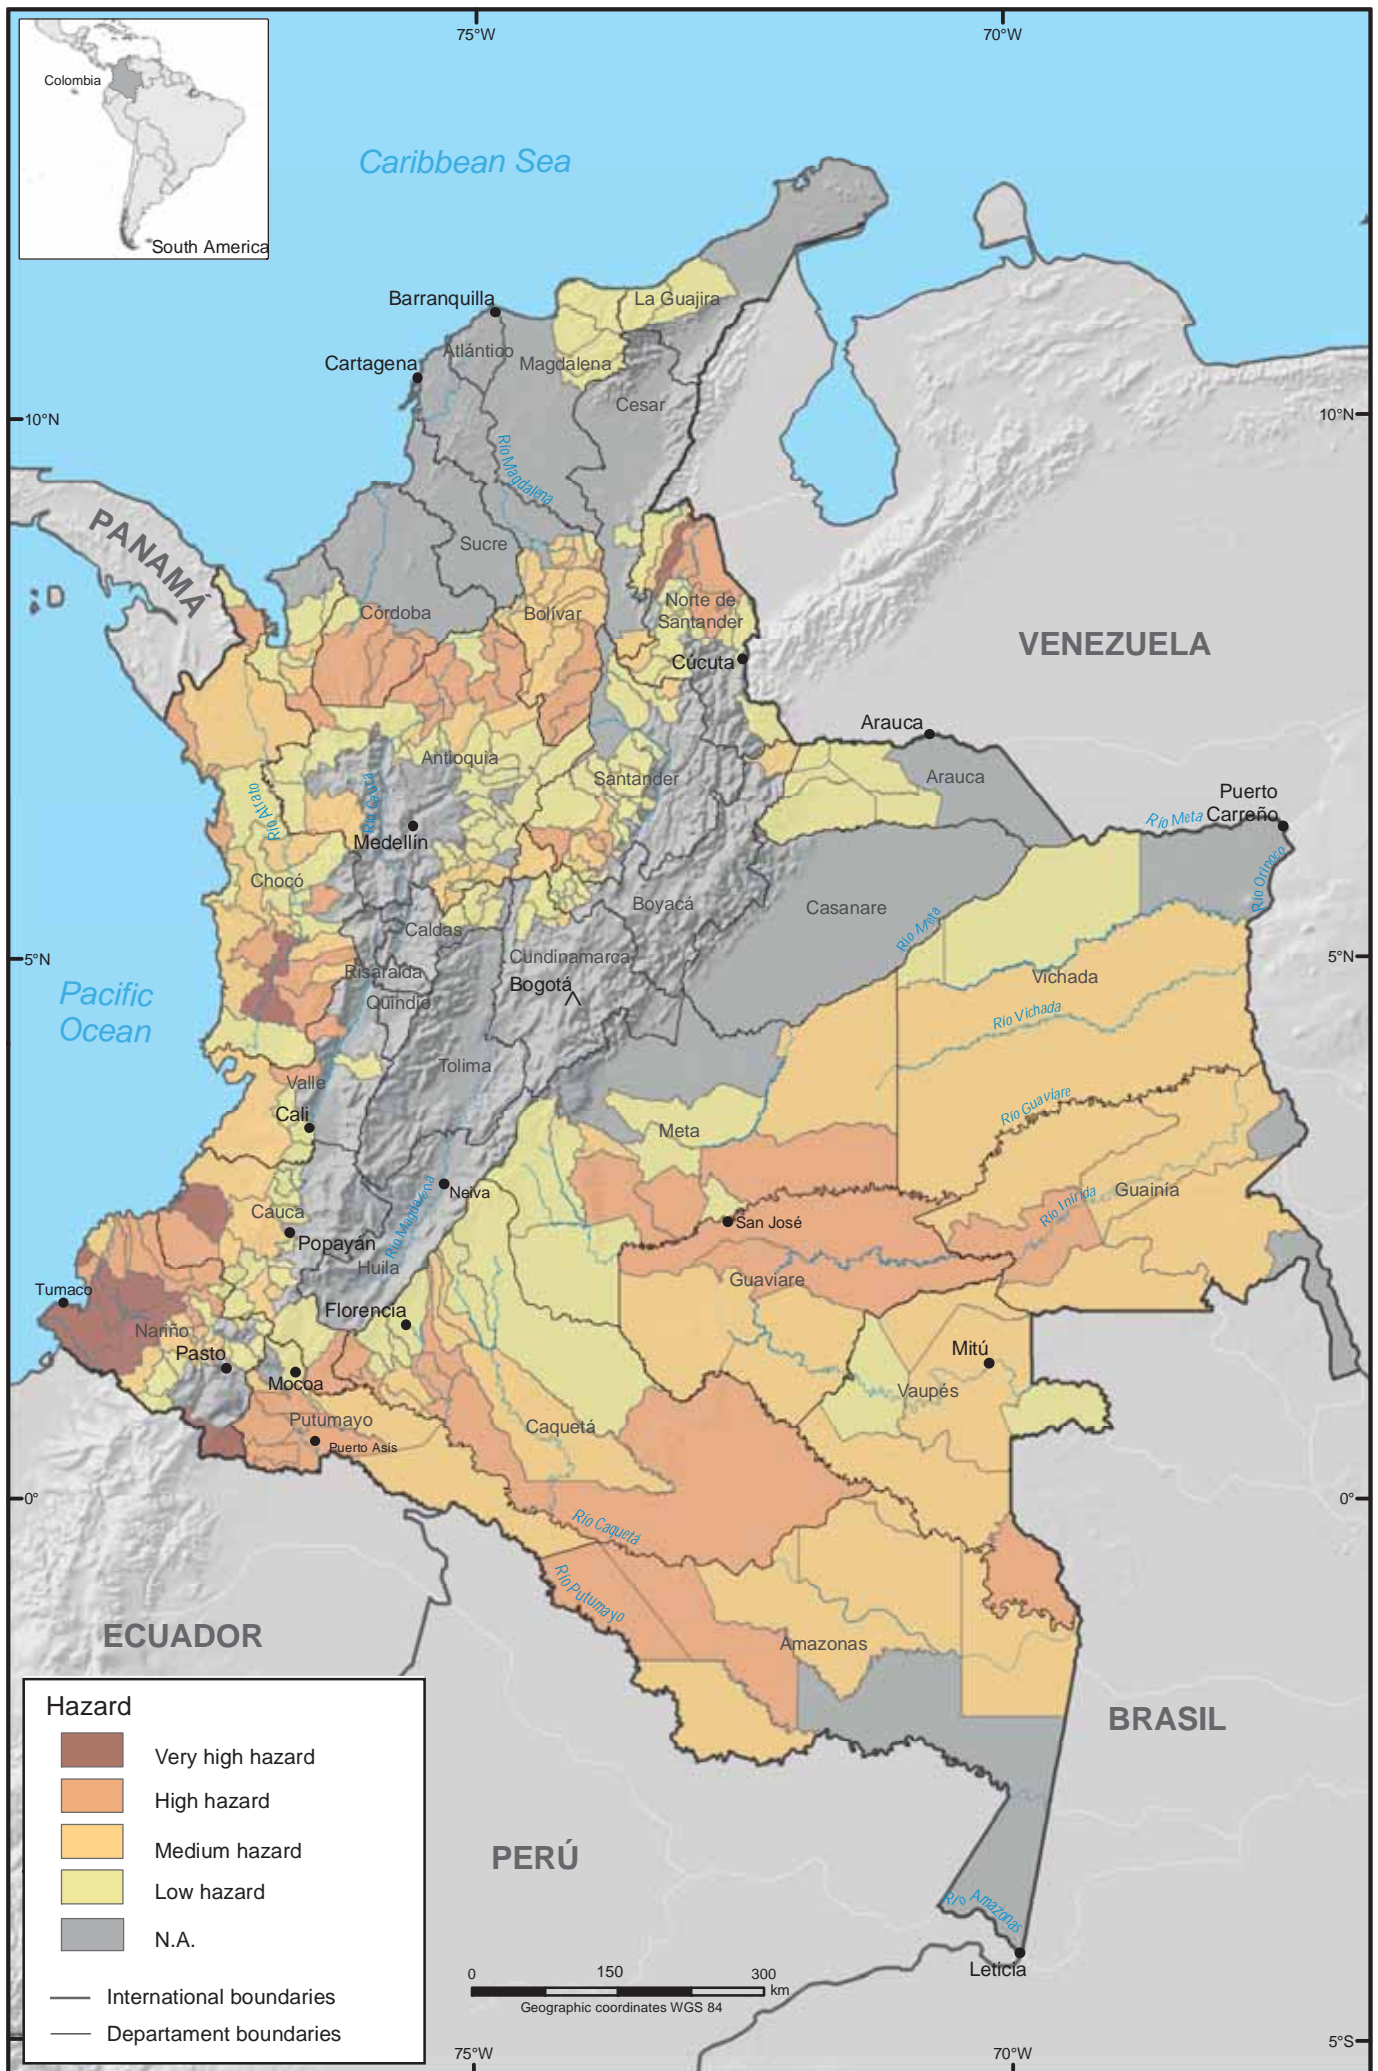 75°W
70°W
Colombia
South America
Caribbean Sea
Barranquilla
La Guajira
Atlántico
Magdalena
Cartagena
Cesar
10°N
10°N
Río Magdalena
PANAMÁ
Sucre
Córdoba
Bolívar
Norte de
Santander
VENEZUELA
Cúcuta
Arauca
Antioquia
Santander
Arauca
Puerto
Carreño
Río Atrato
Río Cauca
Río Meta
Medellín
Río Orinoco
Chocó
Boyacá
Casanare
Caldas
Río Meta
5°N
Cundinamarca
5°N
Risaralda
Vichada
Pacific
Ocean
Quindío
Bogotá
Río Vichada
Tolima
Valle
Río Guaviare
Cali
Meta
Neiva
Guainía
Cauca
Río Magdalena
Río Inírida
San José
Popayán
Huila
Guaviare
Tumaco
Florencia
Nariño
Pasto
Mitú
Mocoa
Vaupés
Putumayo
Caquetá
Puerto Asís
0°
0°
Río Caquetá
Río Putumayo
ECUADOR
Amazonas
Hazard
BRASIL
Very high hazard
High hazard
Medium hazard
PERÚ
Low hazard
Río Amazonas
N.A.
Leticia
0
150
300
km
International boundaries
Geographic coordinates WGS 84
Departament boundaries
5°S
75°W
70°W